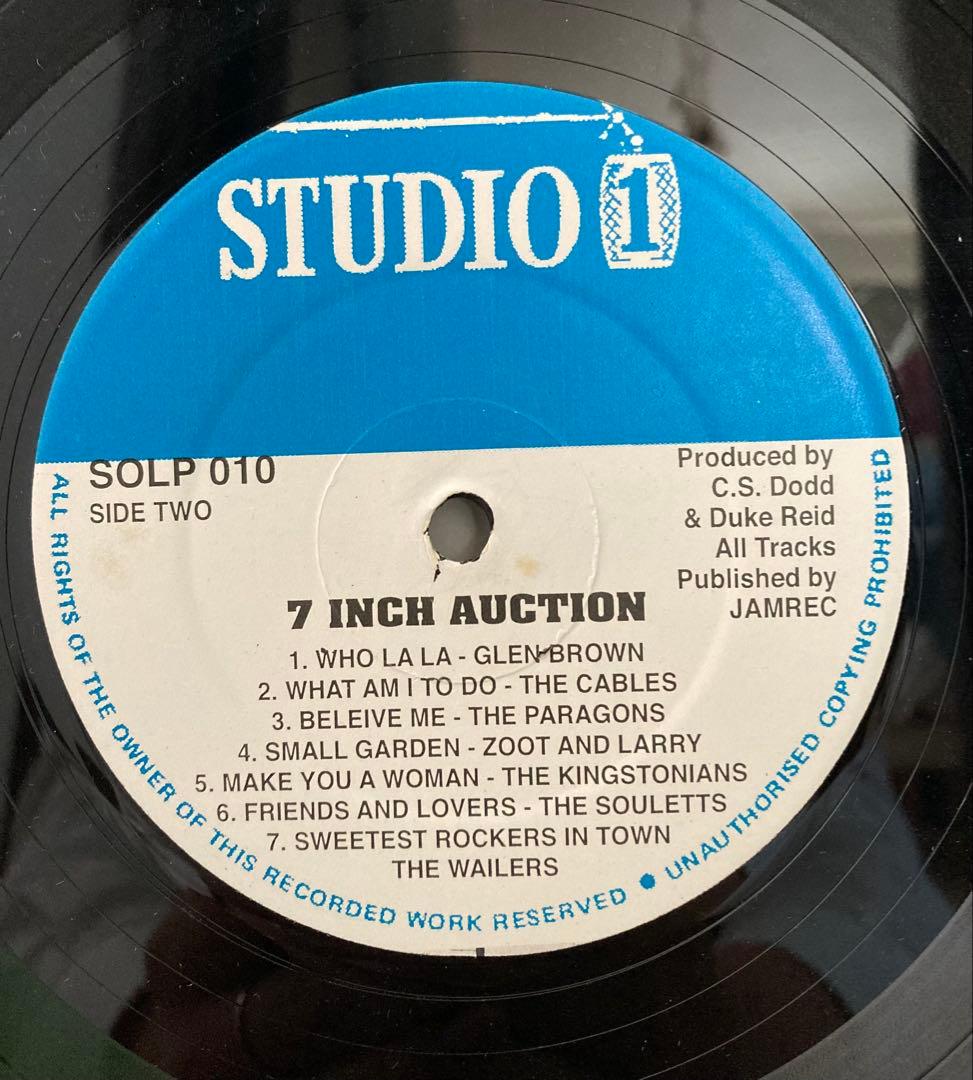 STUDIO 1
SOLP 010
SIDE TWO
Produced by
C.S. Dodd
& Duke Reid
All Tracks
Published by
JAMREC
7 INCH AUCTION
1. WHO LA LA - GLEN BROWN
2. WHAT AM I TO DO - THE CABLES
3. BELEIVE ME - THE PARAGONS
4. SMALL GARDEN - ZOOT AND LARRY
5. MAKE YOU A WOMAN - THE KINGSTONIANS
6. FRIENDS AND LOVERS - THE SOULETTS
7. SWEETEST ROCKERS IN TOWN
THE WAILERS
ALL RIGHTS OF THE OWNER OF THIS RECORDED WORK RESERVED ● UNAUTHORISED COPYING PROHIBITED